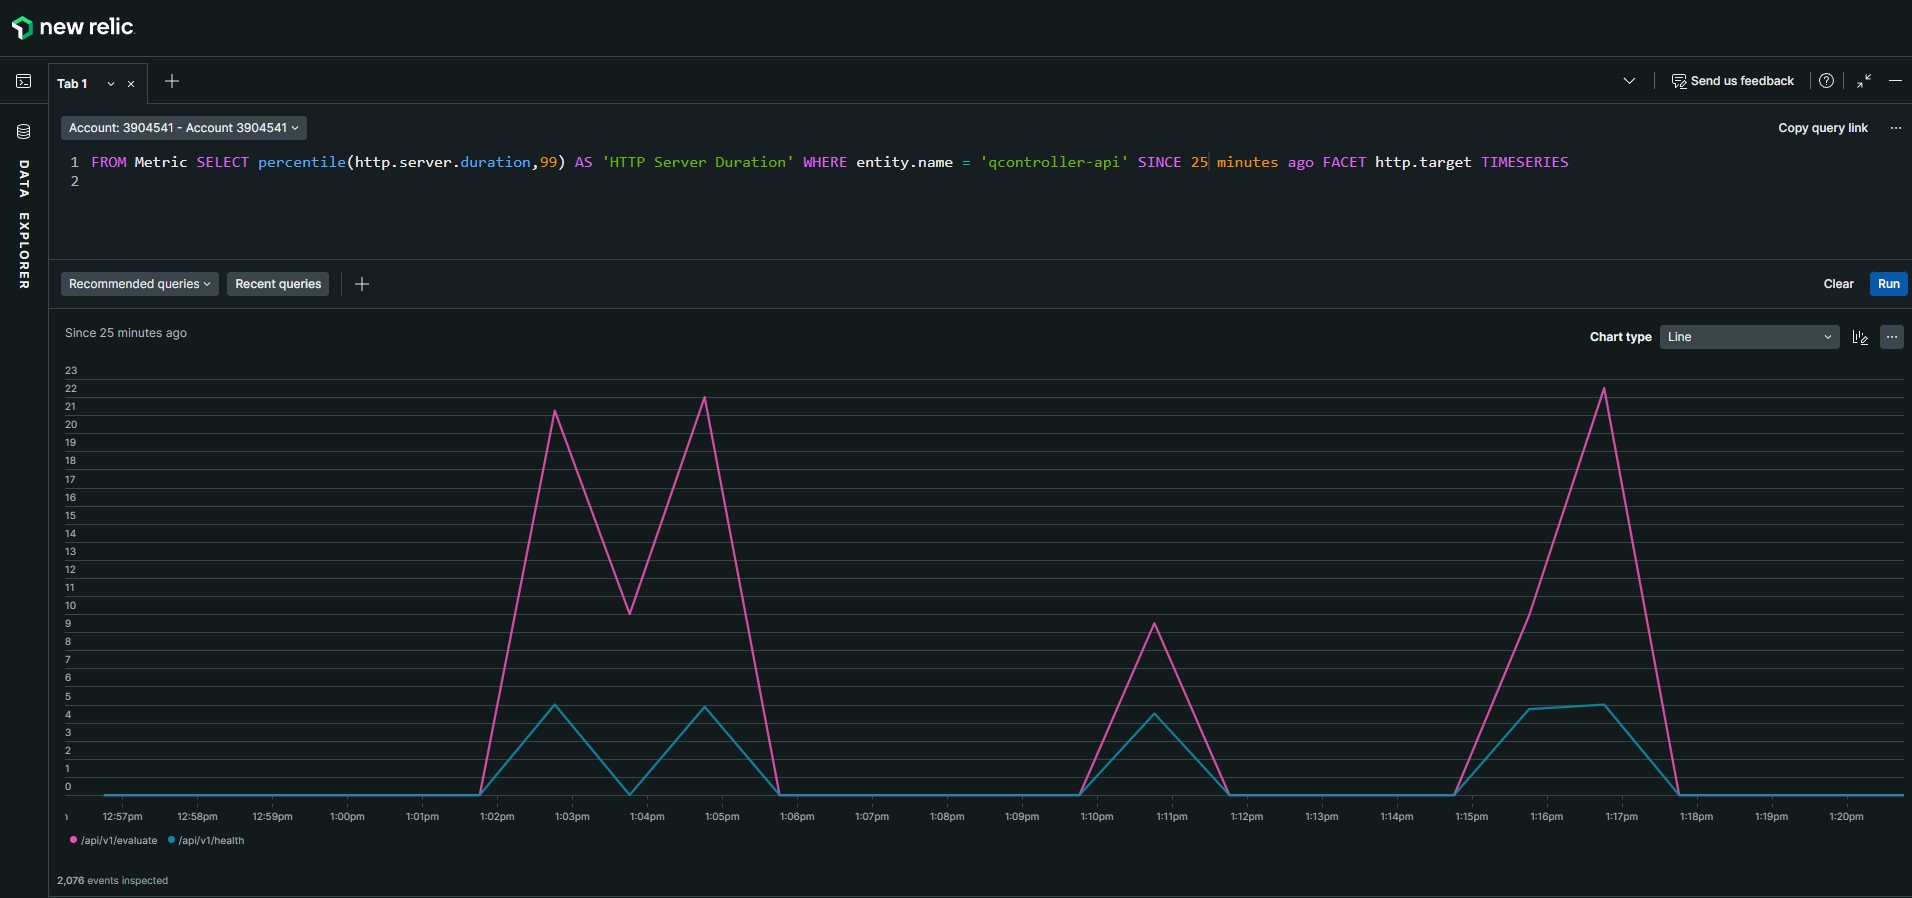 new relic
Tab 1
Send us feedback
DATA EXPLORER
Account: 3904541 - Account 3904541
Copy query link
1 FROM Metric SELECT percentile(http.server.duration,99) AS 'HTTP Server Duration' WHERE entity.name = 'qcontroller-api' SINCE 25 minutes ago FACET http.target TIMESERIES
2
Recommended queries
Recent queries
Clear
Run
Since 25 minutes ago
Chart type
Line
23
22
21
20
19
18
17
16
15
14
13
12
11
10
9
8
7
6
5
4
3
2
1
0
12:57pm 12:58pm 12:59pm 1:00pm 1:01pm 1:02pm 1:03pm 1:04pm 1:05pm 1:06pm 1:07pm 1:08pm 1:09pm 1:10pm 1:11pm 1:12pm 1:13pm 1:14pm 1:15pm 1:16pm 1:17pm 1:18pm 1:19pm 1:20pm
/api/v1/evaluate /api/v1/health
2,076 events inspected